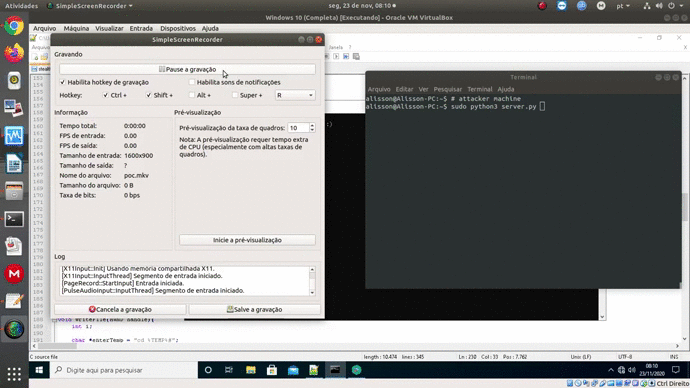 Atividades SimpleScreenRecorder seg, 23 de nov, 08:10 pt
Windows 10 (Completa) [Executando] - Oracle VM VirtualBox
Arquivo Máquina Visualizar Entrada Dispositivos Ajuda
SimpleScreenRecorder
Gravando
Pause a gravação
Habilita hotkey de gravação Habilita sons de notificações
Hotkey: Ctrl + Shift + Alt + Super + R
Informação
Tempo total: 0:00:00
FPS de entrada: 0.00
FPS de saída: 0.00
Tamanho de entrada: 1600x900
Tamanho de saída: ?
Nome do arquivo: poc.mkv
Tamanho do arquivo: 0 B
Taxa de bits: 0 bps
Pré-visualização
Pré-visualização da taxa de quadros: 10
Nota: A pré-visualização requer tempo extra
de CPU (especialmente com altas taxas de
quadros).
Inicie a pré-visualização
Log
[X11Input::Init] Usando memória compartilhada X11.
[X11Input::InputThread] Segmento de entrada iniciado.
[PageRecord::StartInput] Entrada iniciada.
[PulseAudioInput::InputThread] Segmento de entrada iniciado.
Cancela a gravação Salve a gravação
Janela ?
Terminal
Arquivo Editar Ver Pesquisar Terminal Ajuda
alisson@Alisson-PC:~$ # attacker machine
alisson@Alisson-PC:~$ sudo python3 server.py
int i;
char *enterTemp = "cd %TEMP%&";
C source file length : 10.474 lines : 345 Ln : 230 Col : 33 Pos : 7.762 UTF-8 INS
Digite aqui para pesquisar
08:10
23/11/2020
Ctrl Direito